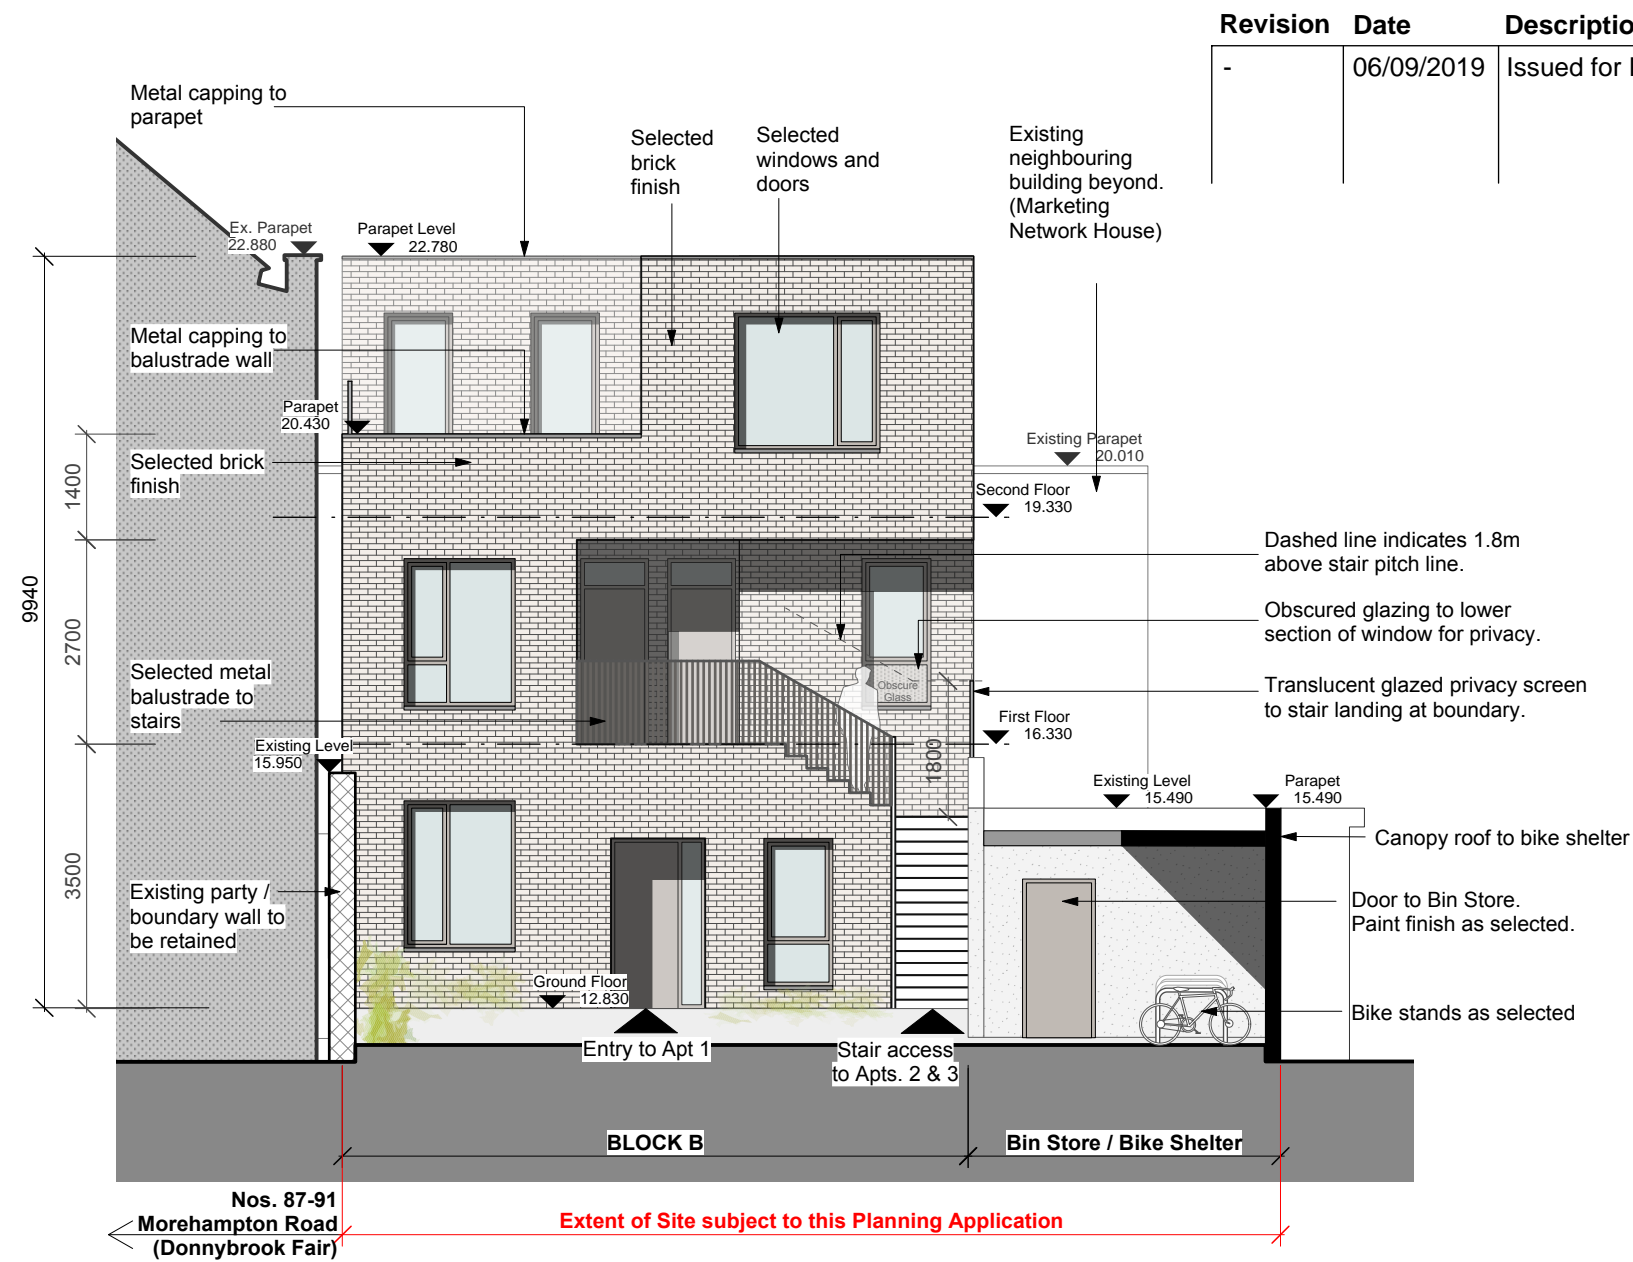 Revision Date Descriptio
- 06/09/2019 Issued for
Metal capping to
parapet
Selected
brick
finish
Selected
windows and
doors
Existing
neighbouring
building beyond.
(Marketing
Network House)
Ex. Parapet
22.880
Parapet Level
22.780
Metal capping to
balustrade wall
Parapet
20.430
Existing Parapet
20.010
Selected brick
finish
1400
Second Floor
19.330
Dashed line indicates 1.8m
above stair pitch line.
9940
2700
Obscured glazing to lower
section of window for privacy.
Selected metal
balustrade to
stairs
Obscure
Glass
Translucent glazed privacy screen
to stair landing at boundary.
First Floor
16.330
Existing Level
15.950
1800
Existing Level
15.490
Parapet
15.490
Canopy roof to bike shelter
3500
Existing party /
boundary wall to
be retained
Door to Bin Store.
Paint finish as selected.
Ground Floor
12.830
Bike stands as selected
Entry to Apt 1
Stair access
to Apts. 2 & 3
BLOCK B
Bin Store / Bike Shelter
Nos. 87-91
Morehampton Road
(Donnybrook Fair)
Extent of Site subject to this Planning Application